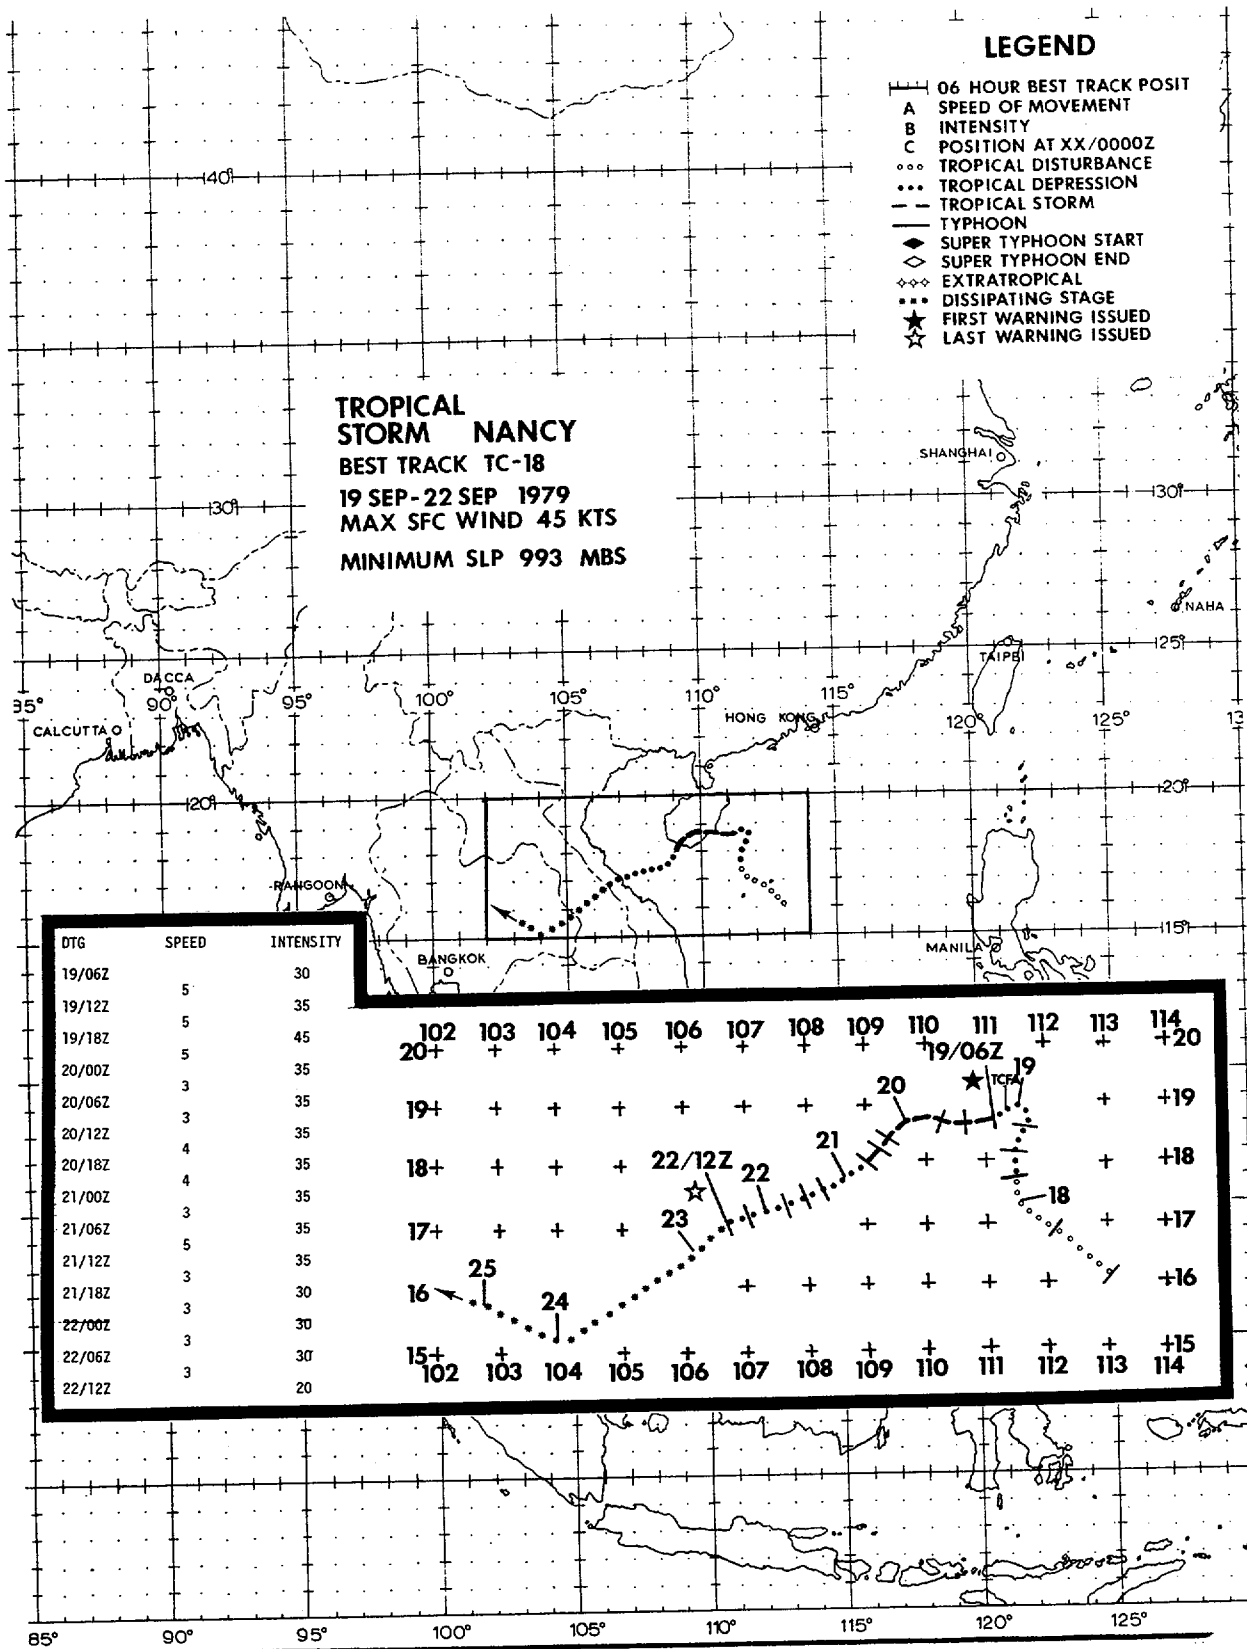 LEGEND
06 HOUR BEST TRACK POSIT
A SPEED OF MOVEMENT
B INTENSITY
C POSITION AT XX/0000Z
TROPICAL DISTURBANCE
TROPICAL DEPRESSION
TROPICAL STORM
TYPHOON
SUPER TYPHOON START
SUPER TYPHOON END
EXTRATROPICAL
DISSIPATING STAGE
FIRST WARNING ISSUED
LAST WARNING ISSUED
40°
TROPICAL
STORM NANCY
BEST TRACK TC-18
19 SEP-22 SEP 1979
MAX SFC WIND 45 KTS
MINIMUM SLP 993 MBS
SHANGHAI
30° 30°
NAHA
25°
TAIPEI
DACCA
85° 90° 95° 100° 105° 110° 115° 120° 125° 13
CALCUTTA
HONG KONG
20° 20°
RANGOON
15°
MANILA
BANGKOK
DTG SPEED INTENSITY
19/06Z 30
5
19/12Z 35
5
19/18Z 45
5
20/00Z 35
3
20/06Z 35
3
20/12Z 35
4
20/18Z 35
4
21/00Z 35
3
21/06Z 35
5
21/12Z 35
3
21/18Z 30
3
22/00Z 30
3
22/06Z 30
3
22/12Z 20
102 103 104 105 106 107 108 109 110 111 112 113 114
20 20
19/06Z
TCFA
19
20
19 19
21
18 18
22/12Z
22
18
17 17
23
25
16 16
24
15 15
102 103 104 105 106 107 108 109 110 111 112 113 114
85° 90° 95° 100° 105° 110° 115° 120° 125°